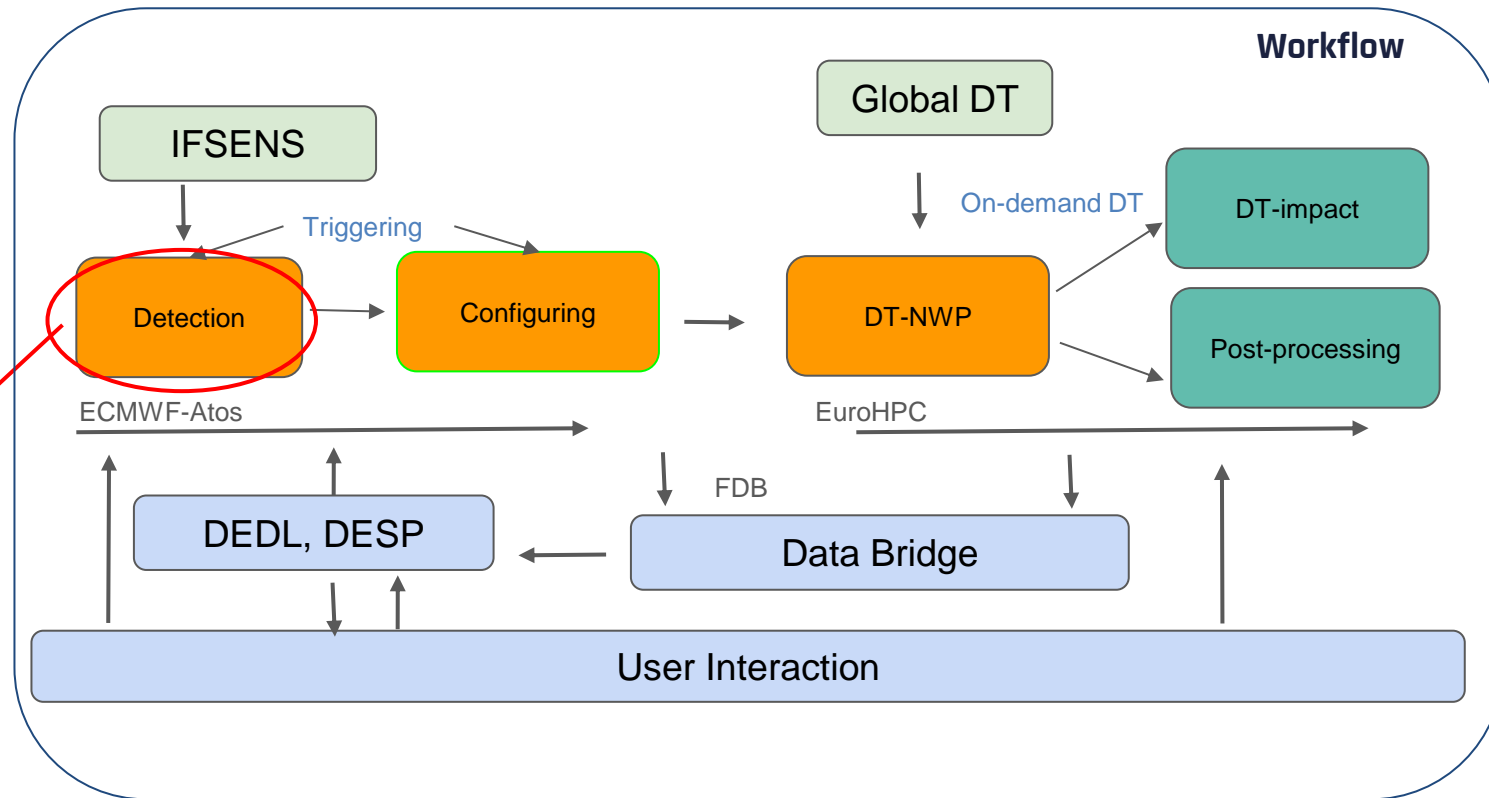 Workflow
Global DT
IFSENS
On-demand DT
DT-impact
Triggering
Detection
Configuring
DT-NWP
Post-processing
ECMWF-Atos
EuroHPC
FDB
DEDL, DESP
Data Bridge
User Interaction